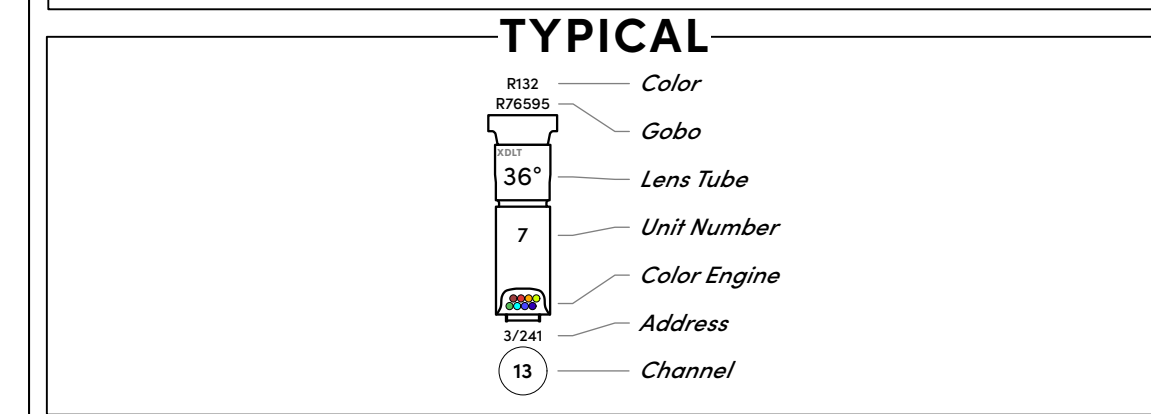 TYPICAL
R132
Color
R76595
Gobo
XDLT
36°
Lens Tube
7
Unit Number
Color Engine
3/241
Address
13
Channel